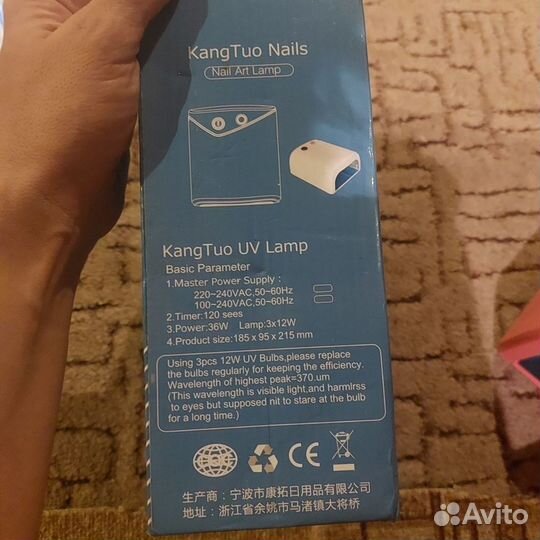 KangTuo Nails
Nail Art Lamp
KangTuo UV Lamp
Basic Parameter
1.Master Power Supply :
220~240VAC,50~60Hz
100~240VAC,50~60Hz
2.Timer:120 sees
3.Power:36W Lamp:3x12W
4.Product size:185 x 95 x 215 mm
Using 3pcs 12W UV Bulbs,please replace
the bulbs regularly for keeping the efficiency.
Wavelength of highest peak=370.um
(This wavelength is visible light,and harmlrss
to eyes but supposed nit to stare at the bulb
for a long time.)
CE
生产商：宁波市康拓日用品有限公司
地址：浙江省余姚市马渚镇大将桥
Avito